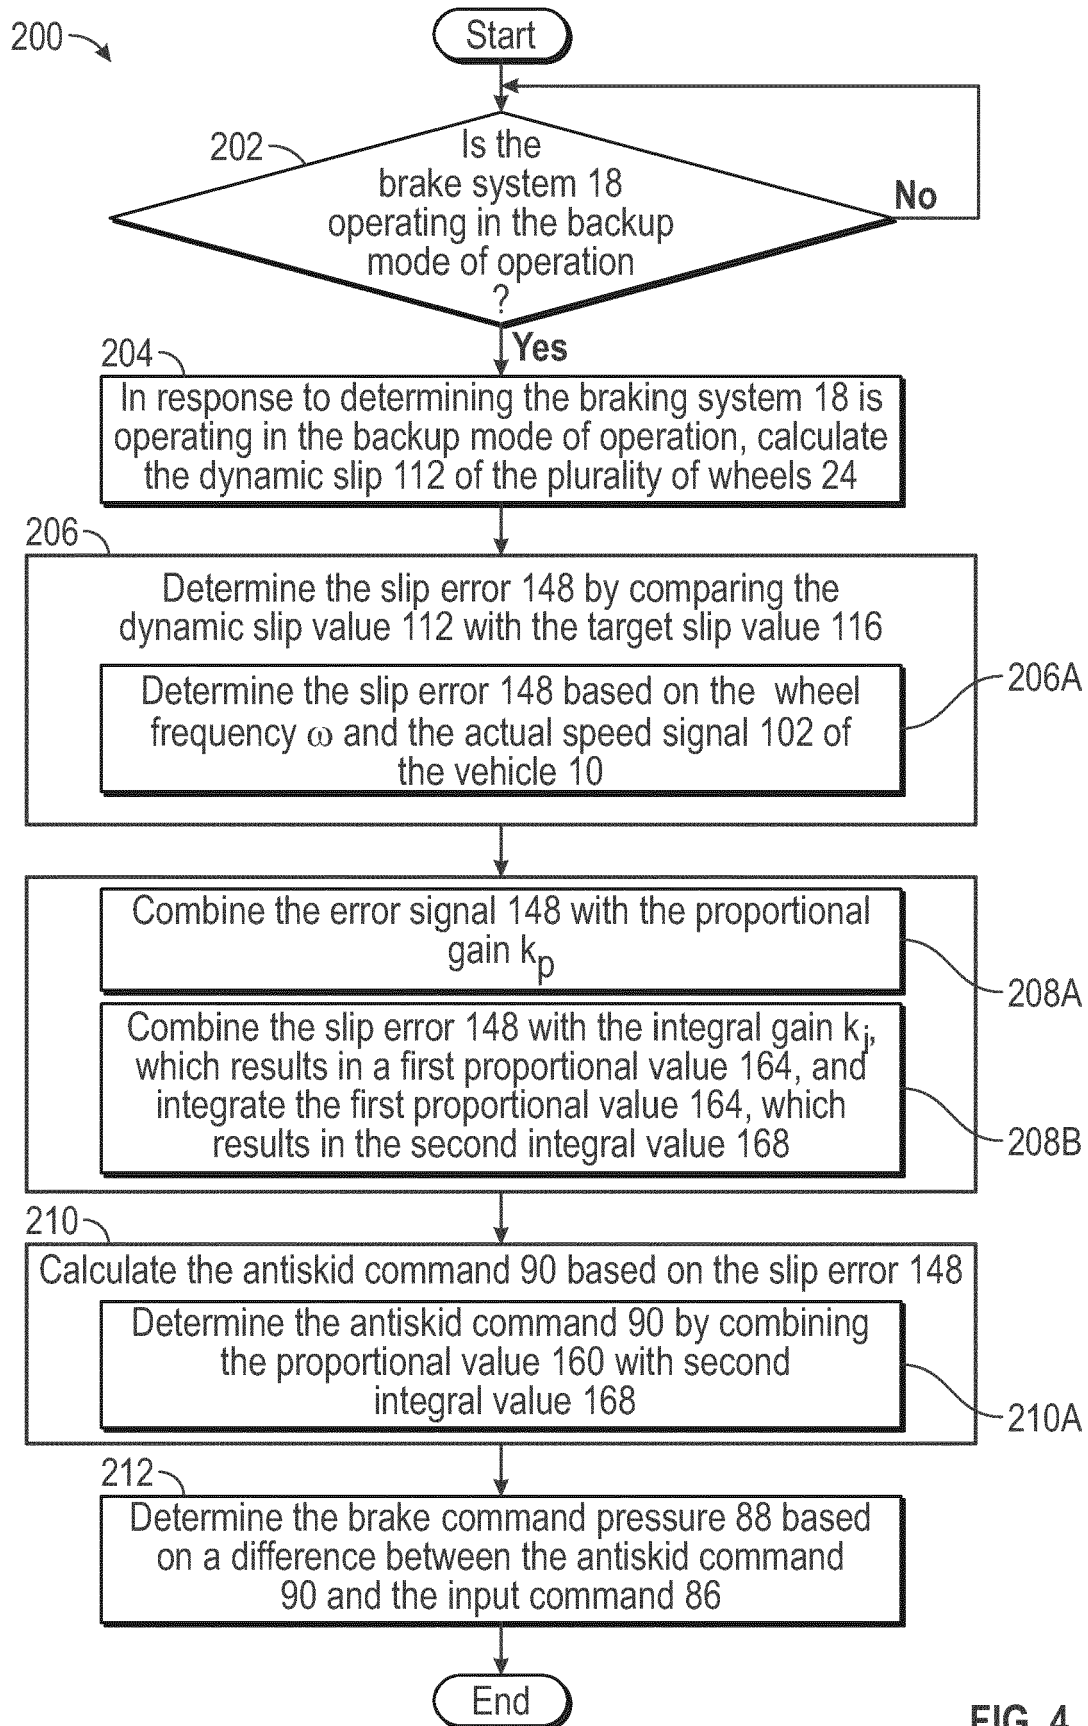 200
Start
202
Is the
brake system 18
operating in the backup
mode of operation
?
No
Yes
204
In response to determining the braking system 18 is
operating in the backup mode of operation, calculate
the dynamic slip 112 of the plurality of wheels 24
206
Determine the slip error 148 by comparing the
dynamic slip value 112 with the target slip value 116
Determine the slip error 148 based on the wheel
frequency ω and the actual speed signal 102 of
the vehicle 10
206A
Combine the error signal 148 with the proportional
gain kp
208A
Combine the slip error 148 with the integral gain ki,
which results in a first proportional value 164, and
integrate the first proportional value 164, which
results in the second integral value 168
208B
210
Calculate the antiskid command 90 based on the slip error 148
Determine the antiskid command 90 by combining
the proportional value 160 with second
integral value 168
210A
212
Determine the brake command pressure 88 based
on a difference between the antiskid command
90 and the input command 86
End
FIG. 4